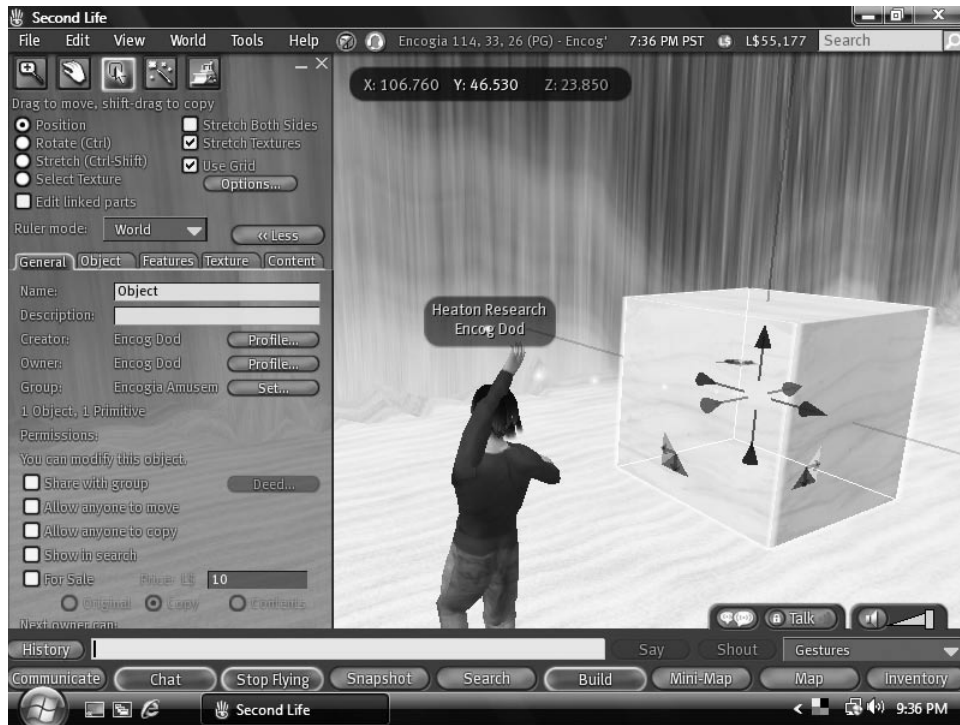 Second Life
File Edit View World Tools Help Encogia 114, 33, 26 (PG) - Encog' 7:36 PM PST L$ L$55,177 Search
X: 106.760 Y: 46.530 Z: 23.850
Drag to move, shift-drag to copy
Position Stretch Both Sides
Rotate (Ctrl) Stretch Textures
Stretch (Ctrl-Shift) Use Grid
Select Texture Options...
Edit linked parts
Ruler mode: World << Less
General Object Features Texture Content
Name: Object
Description:
Creator: Encog Dod Profile...
Owner: Encog Dod Profile...
Group: Encogia Amusem Set...
1 Object, 1 Primitive
Permissions:
You can modify this object.
Share with group Deed...
Allow anyone to move
Allow anyone to copy
Show in search
For Sale Price: L$ 10
Original Copy Contents
Next owner can:
Heaton Research
Encog Dod
Talk
History Say Shout Gestures
Communicate Chat Stop Flying Snapshot Search Build Mini-Map Map Inventory
Second Life 9:36 PM